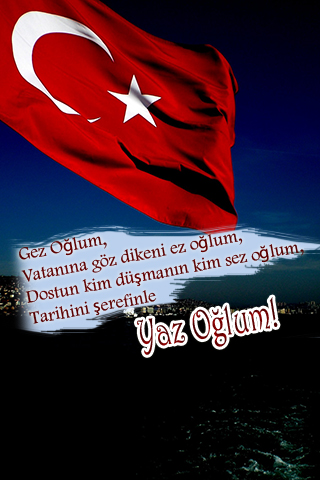 Gez Oğlum,
Vatanına göz dikeni ez oğlum,
Dostun kim düşmanın kim sez oğlum,
Tarihini şerefinle
Yaz Oğlum!